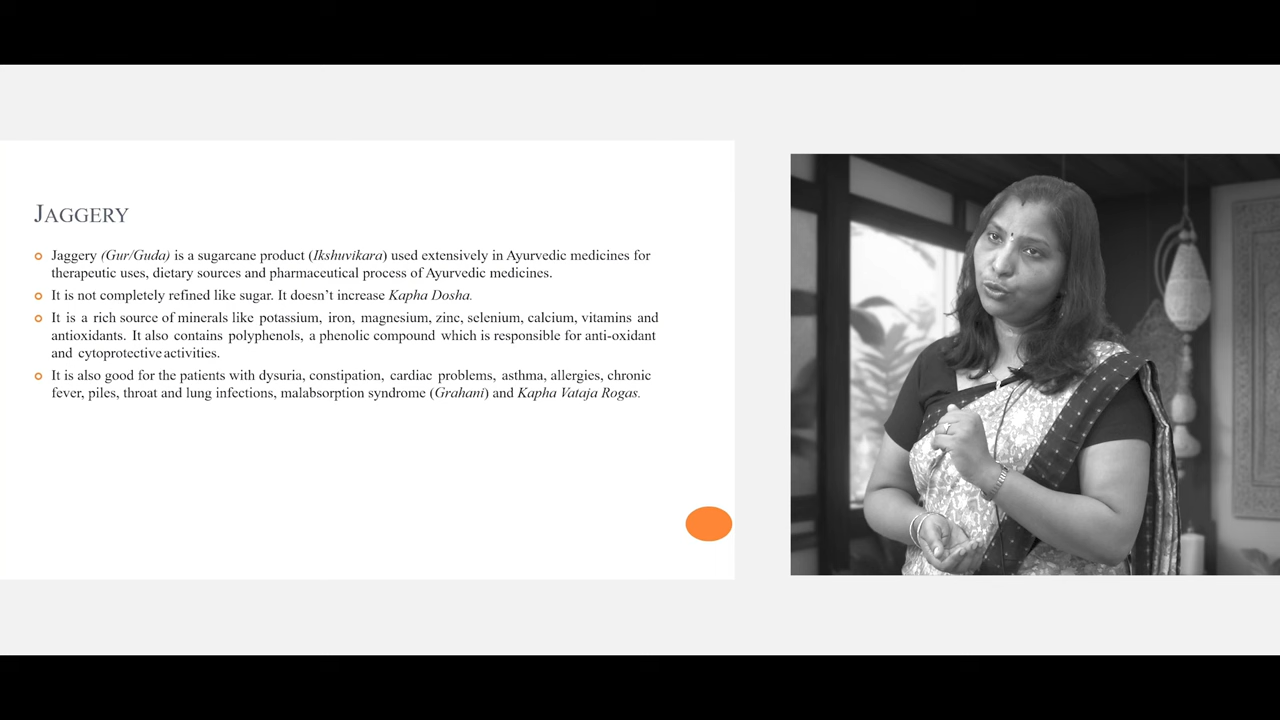 JAGGERY
Jaggery (Gur/Guda) is a sugarcane product (Ikshuvikara) used extensively in Ayurvedic medicines for
therapeutic uses, dietary sources and pharmaceutical process of Ayurvedic medicines.
It is not completely refined like sugar. It doesn’t increase Kapha Dosha.
It is a rich source of minerals like potassium, iron, magnesium, zinc, selenium, calcium, vitamins and
antioxidants. It also contains polyphenols, a phenolic compound which is responsible for anti-oxidant
and cytoprotective activities.
It is also good for the patients with dysuria, constipation, cardiac problems, asthma, allergies, chronic
fever, piles, throat and lung infections, malabsorption syndrome (Grahani) and Kapha Vataja Rogas.